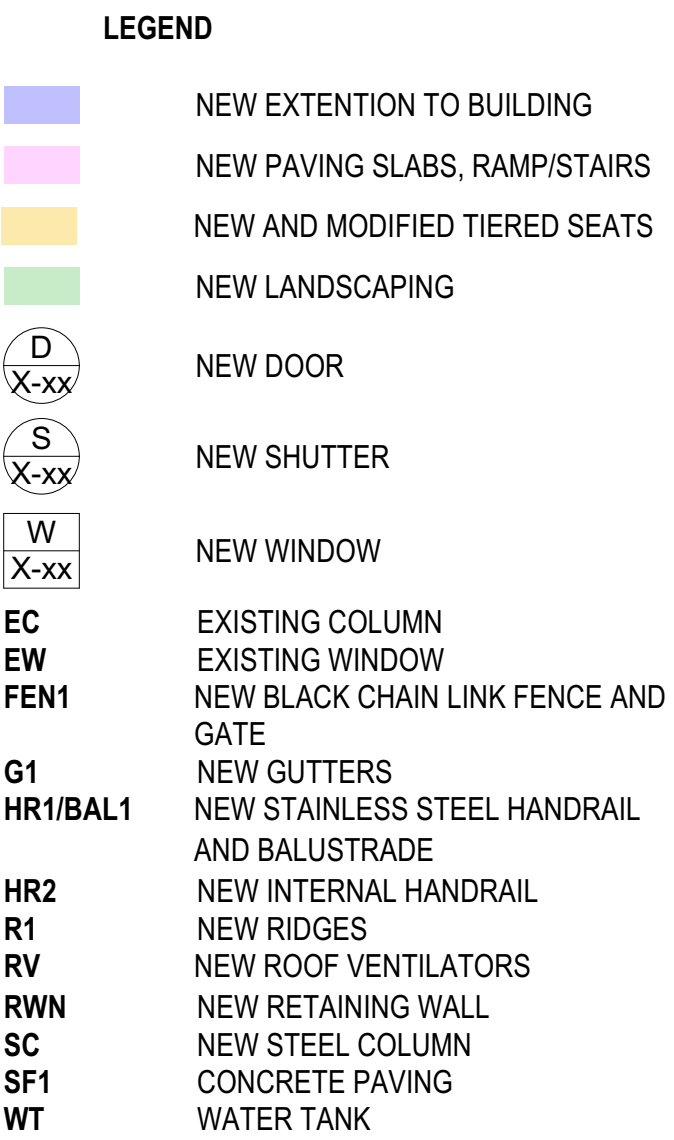 LEGEND
NEW EXTENTION TO BUILDING
NEW PAVING SLABS, RAMP/STAIRS
NEW AND MODIFIED TIERED SEATS
NEW LANDSCAPING
D
X-xx NEW DOOR
S
X-xx NEW SHUTTER
W
X-xx NEW WINDOW
EC EXISTING COLUMN
EW EXISTING WINDOW
FEN1 NEW BLACK CHAIN LINK FENCE AND
GATE
G1 NEW GUTTERS
HR1/BAL1 NEW STAINLESS STEEL HANDRAIL
AND BALUSTRADE
HR2 NEW INTERNAL HANDRAIL
R1 NEW RIDGES
RV NEW ROOF VENTILATORS
RWN NEW RETAINING WALL
SC NEW STEEL COLUMN
SF1 CONCRETE PAVING
WT WATER TANK